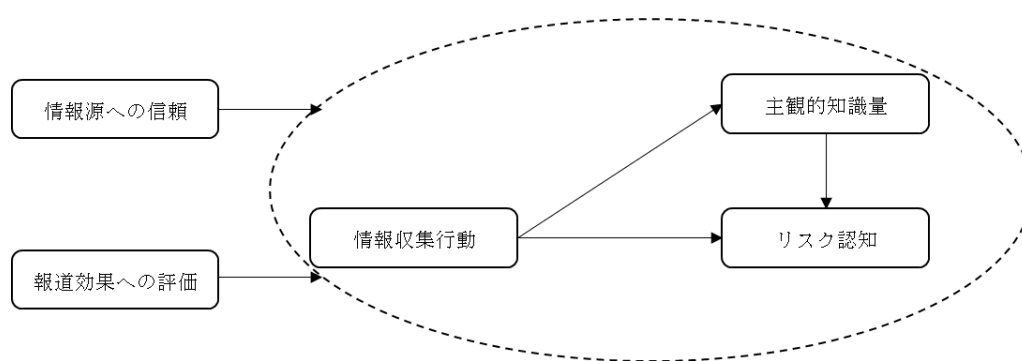 情報源への信頼
主観的知識量
情報収集行動
リスク認知
報道効果への評価